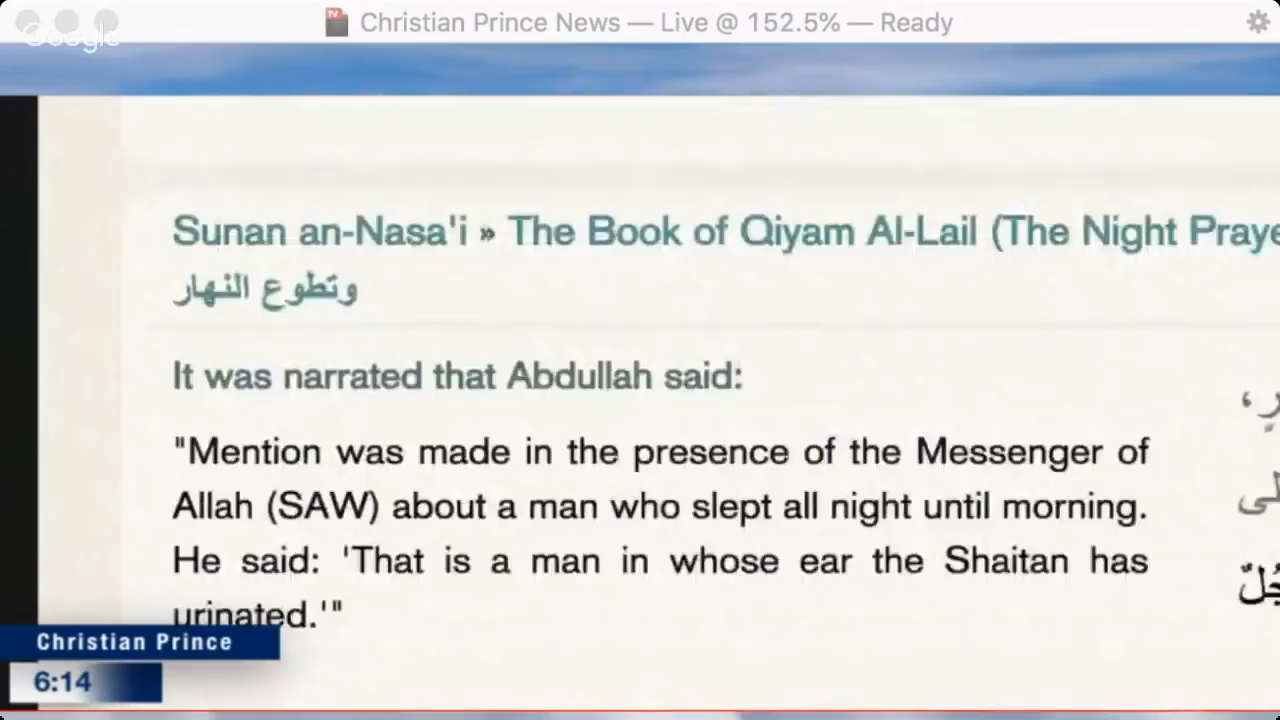 Christian Prince News — Live @ 152.5% — Ready
Google
Sunan an-Nasa'i » The Book of Qiyam Al-Lail (The Night Praye
وتطوع النهار
It was narrated that Abdullah said:
"Mention was made in the presence of the Messenger of
Allah (SAW) about a man who slept all night until morning.
He said: 'That is a man in whose ear the Shaitan has
urinated.'"
Christian Prince
6:14